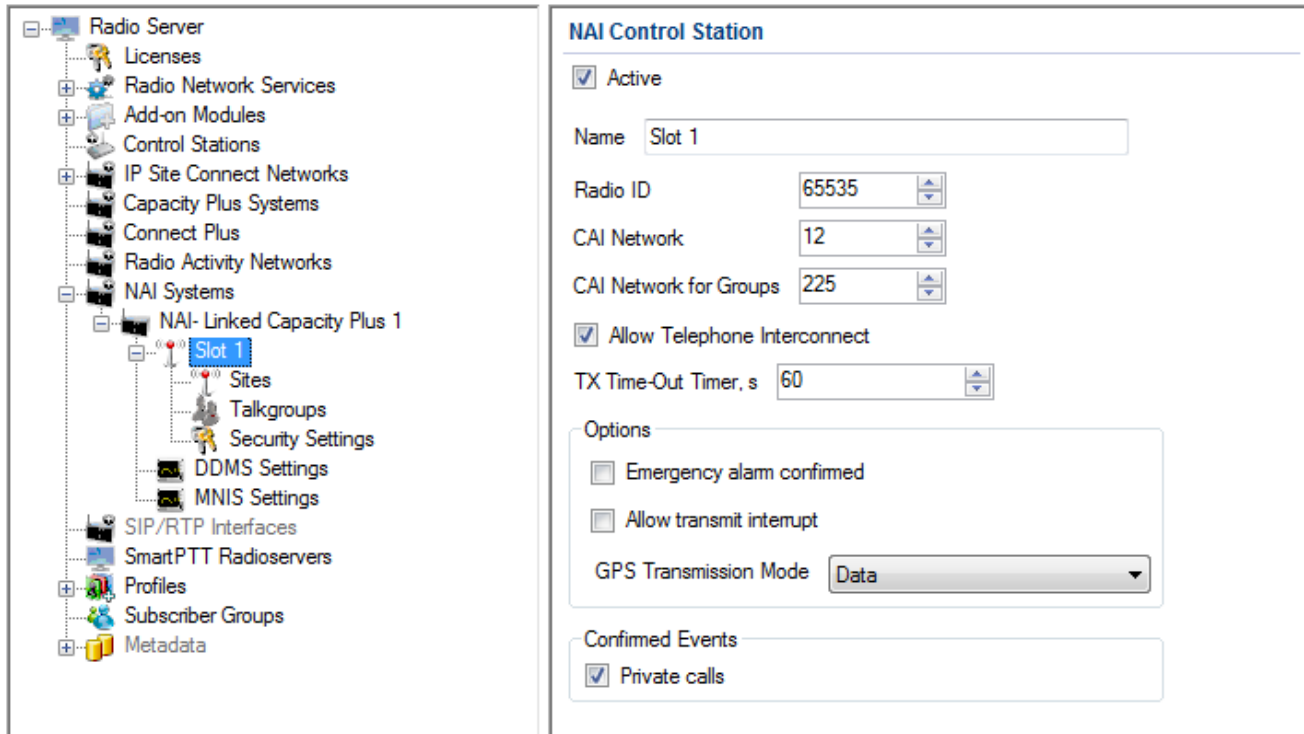 Radio Server
Licenses
Radio Network Services
Add-on Modules
Control Stations
IP Site Connect Networks
Capacity Plus Systems
Connect Plus
Radio Activity Networks
NAI Systems
NAI- Linked Capacity Plus 1
Slot 1
Sites
Talkgroups
Security Settings
DDMS Settings
MNIS Settings
SIP/RTP Interfaces
SmartPTT Radioservers
Profiles
Subscriber Groups
Metadata
NAI Control Station
Active
Name Slot 1
Radio ID 65535
CAI Network 12
CAI Network for Groups 225
Allow Telephone Interconnect
TX Time-Out Timer, s 60
Options
Emergency alarm confirmed
Allow transmit interrupt
GPS Transmission Mode Data
Confirmed Events
Private calls